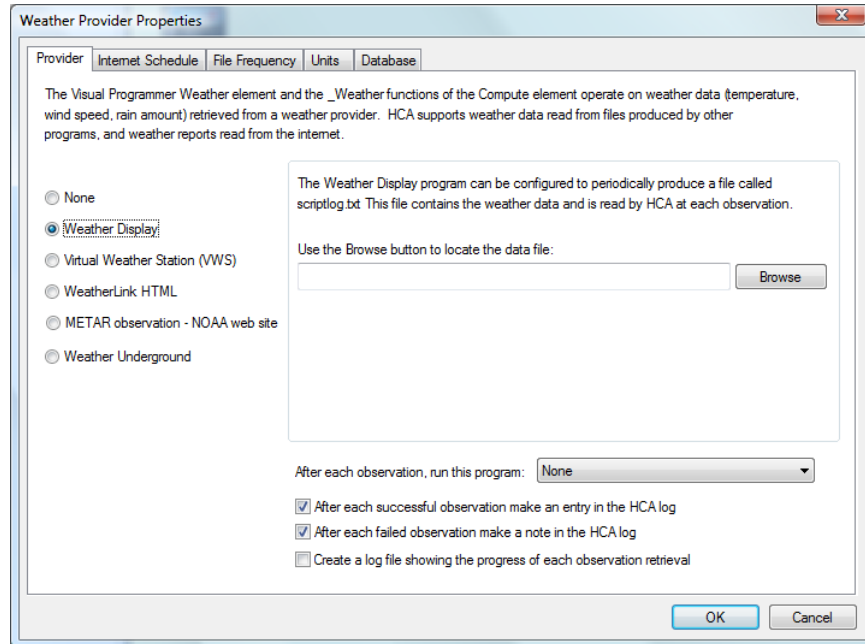 Weather Provider Properties
Provider Internet Schedule File Frequency Units Database
The Visual Programmer Weather element and the _Weather functions of the Compute element operate on weather data (temperature,
wind speed, rain amount) retrieved from a weather provider. HCA supports weather data read from files produced by other
programs, and weather reports read from the internet.
None
Weather Display
Virtual Weather Station (VWS)
WeatherLink HTML
METAR observation - NOAA web site
Weather Underground
The Weather Display program can be configured to periodically produce a file called
scriptlog.txt This file contains the weather data and is read by HCA at each observation.
Use the Browse button to locate the data file:
Browse
After each observation, run this program: None
After each successful observation make an entry in the HCA log
After each failed observation make a note in the HCA log
Create a log file showing the progress of each observation retrieval
OK Cancel